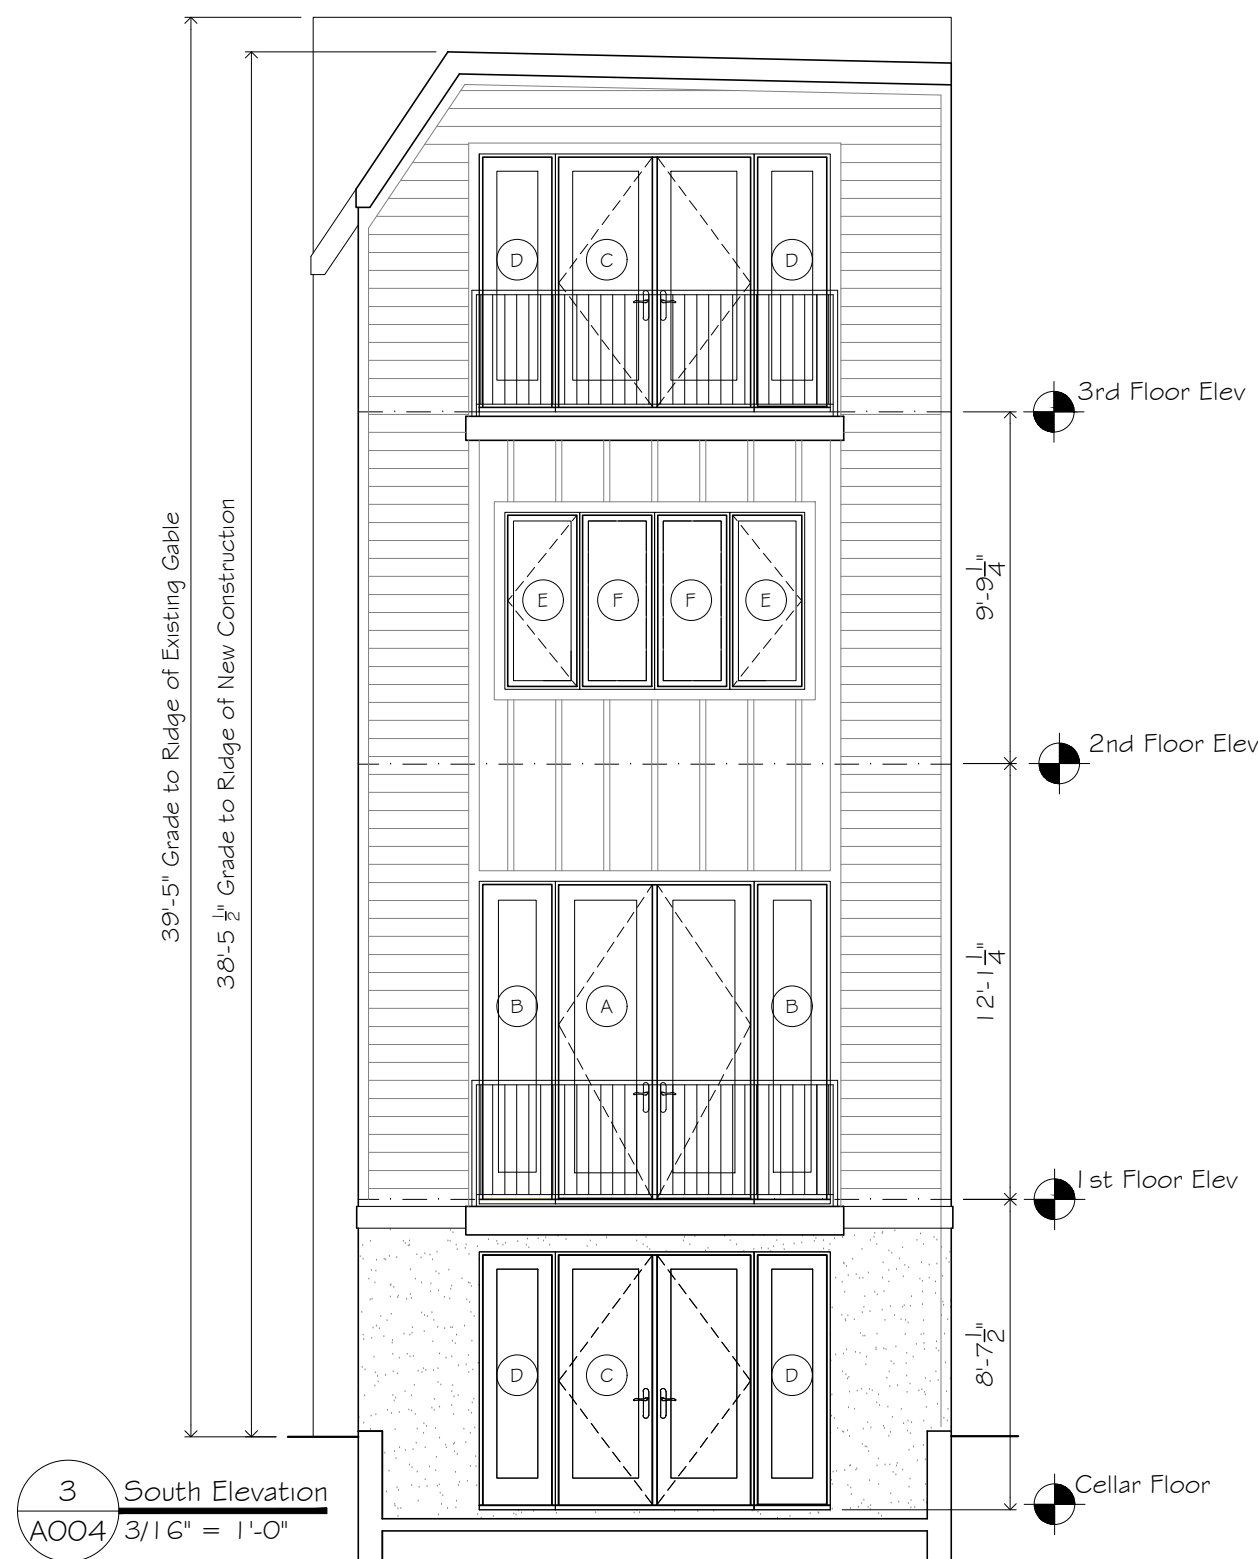 D
C
D
3rd Floor Elev
39'-5" Grade to Ridge of Existing Gable
38'-5 1/2" Grade to Ridge of New Construction
9'-9 1/4"
E
F
F
E
2nd Floor Elev
12'-1 1/4"
B
A
B
1st Floor Elev
8'-7 1/2"
D
C
D
Cellar Floor
3
South Elevation
A004
3/16" = 1'-0"